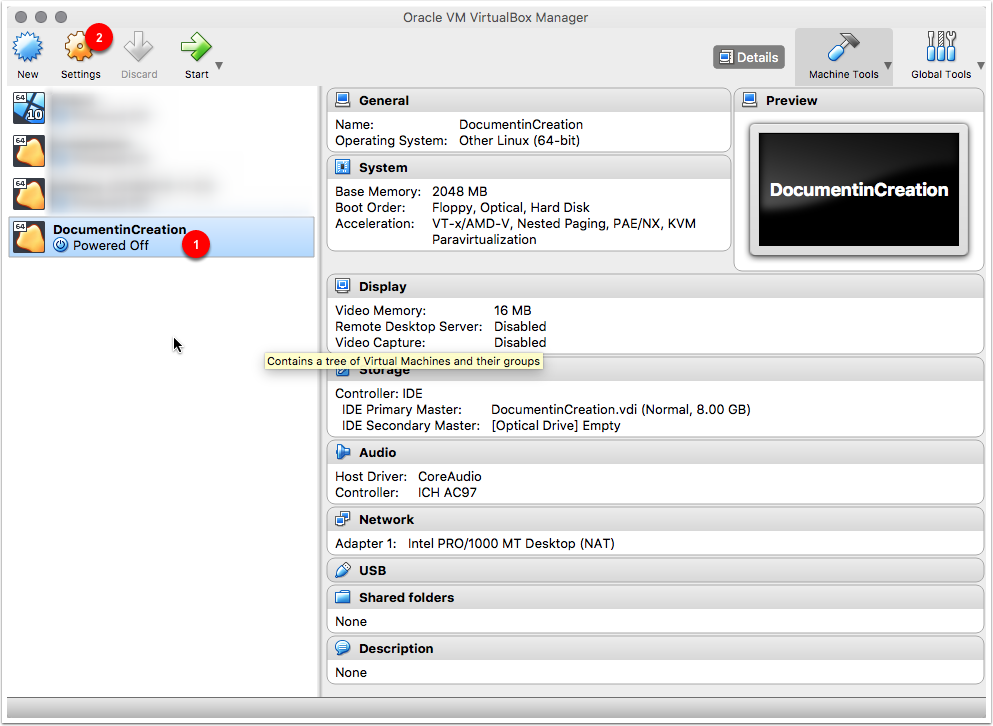 Oracle VM VirtualBox Manager
2
New
Settings
Discard
Start
Details
Machine Tools
Global Tools
64
10
64
64
64
DocumentinCreation
Powered Off
1
General
Name: DocumentinCreation
Operating System: Other Linux (64-bit)
Preview
DocumentinCreation
System
Base Memory: 2048 MB
Boot Order: Floppy, Optical, Hard Disk
Acceleration: VT-x/AMD-V, Nested Paging, PAE/NX, KVM
Paravirtualization
Display
Video Memory: 16 MB
Remote Desktop Server: Disabled
Video Capture: Disabled
Contains a tree of Virtual Machines and their groups
Storage
Controller: IDE
IDE Primary Master: DocumentinCreation.vdi (Normal, 8.00 GB)
IDE Secondary Master: [Optical Drive] Empty
Audio
Host Driver: CoreAudio
Controller: ICH AC97
Network
Adapter 1: Intel PRO/1000 MT Desktop (NAT)
USB
Shared folders
None
Description
None